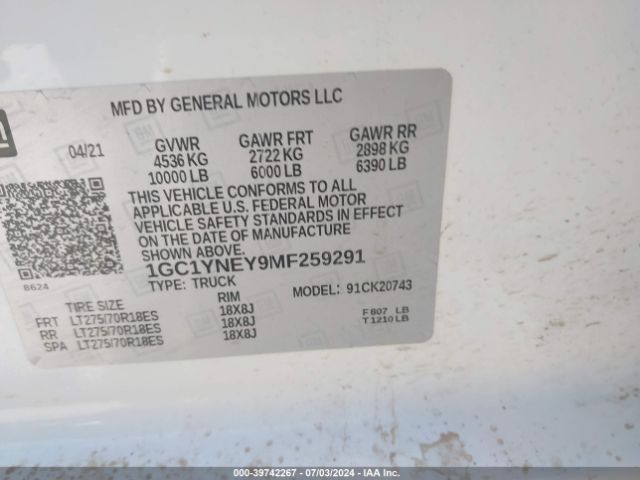 MFD BY GENERAL MOTORS LLC
04/21
GVWR GAWR FRT GAWR RR
4536 KG 2722 KG 2898 KG
10000 LB 6000 LB 6390 LB
THIS VEHICLE CONFORMS TO ALL
APPLICABLE U.S. FEDERAL MOTOR
VEHICLE SAFETY STANDARDS IN EFFECT
ON THE DATE OF MANUFACTURE
SHOWN ABOVE.
1GC1YNEY9MF259291
TYPE: TRUCK MODEL: 91CK20743
B624
TIRE SIZE RIM
FRT LT275/70R18ES 18X8J
RR LT275/70R18ES 18X8J
SPA LT275/70R18ES 18X8J
F 807 LB
T 1210 LB
000-39742267 - 07/03/2024 - IAA Inc.